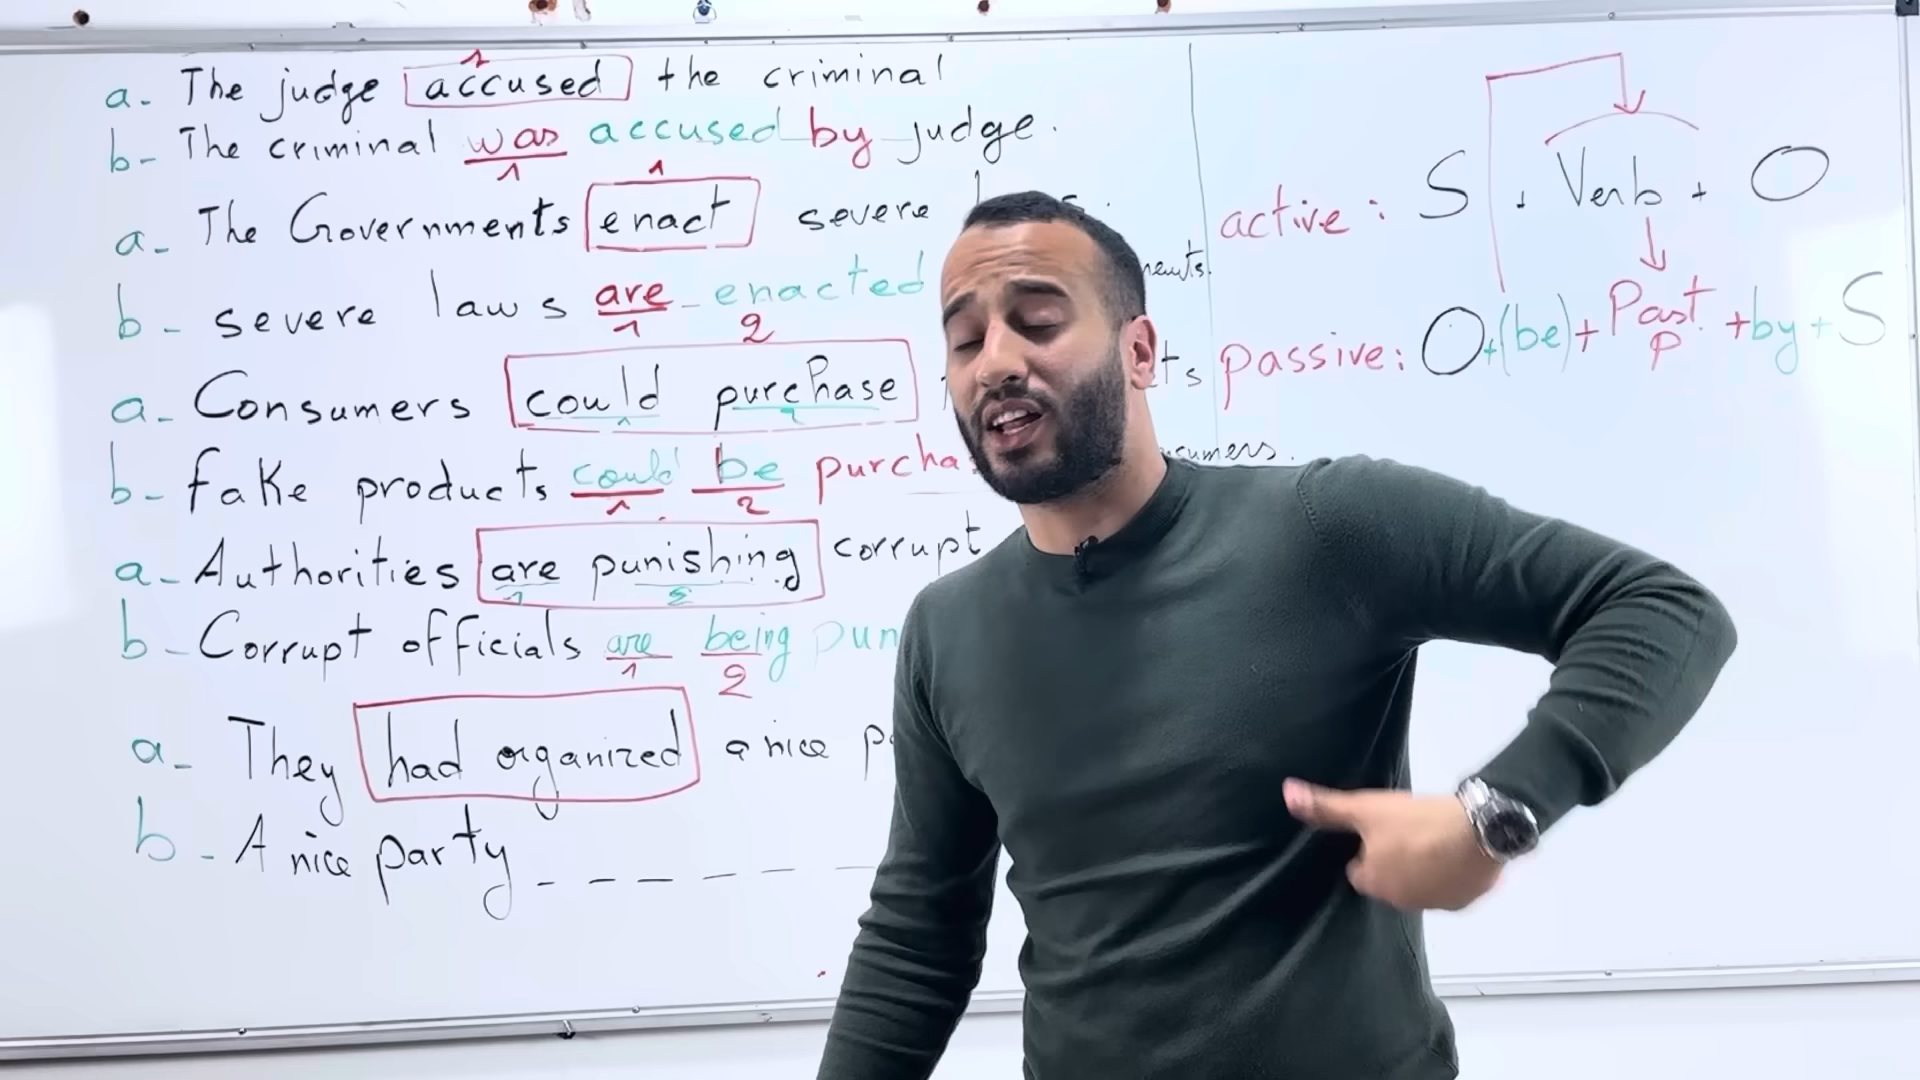 a- The judge accused the criminal
b- The criminal was accused by judge.
a- The Governments enact severe
b- severe laws are enacted
a- Consumers could purchase
b- fake products could be
a- Authorities are punishing corrupt
b- Corrupt officials are being
a- They had organized a nice
b- A nice party _ _ _ _ _ _
active: S + Verb + O
passive: O+(be)+ Past P +by+S